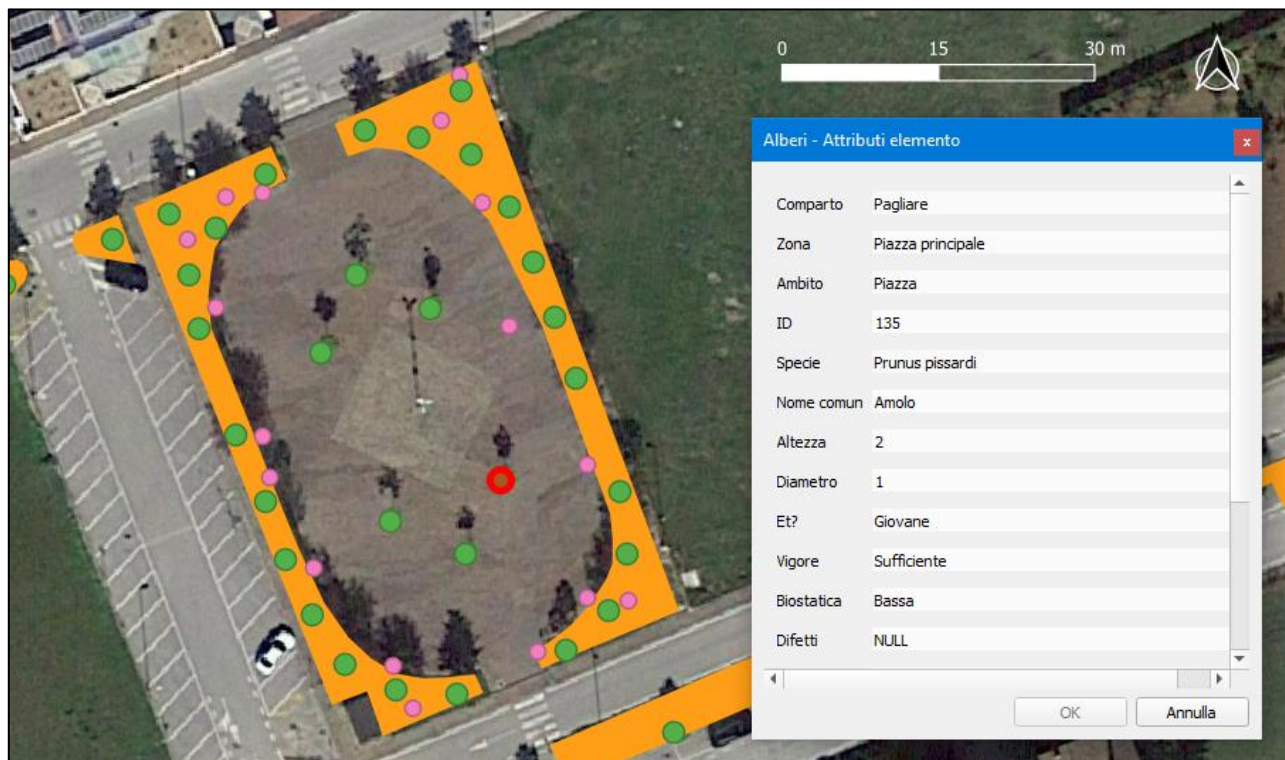 0 15 30 m
Alberi - Attributi elemento
x
Comparto Pagliare
Zona Piazza principale
Ambito Piazza
ID 135
Specie Prunus pissardi
Nome comun Amolo
Altezza 2
Diametro 1
Et? Giovane
Vigore Sufficiente
Biostatica Bassa
Difetti NULL
OK Annulla